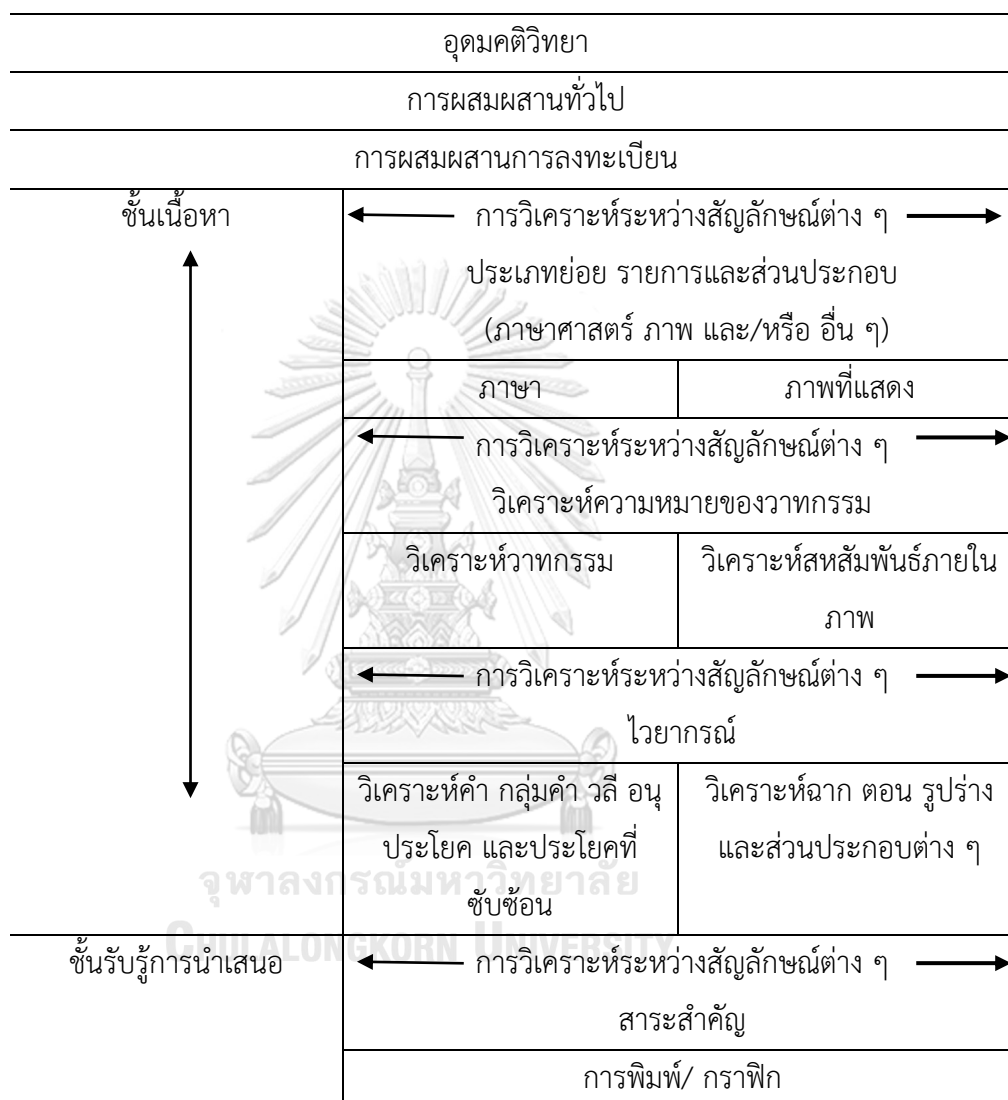 อุดมคติวิทยา
การผสมผสานทั่วไป
การผสมผสานการลงทะเบียน
ชั้นเนื้อหา
การวิเคราะห์ระหว่างสัญลักษณ์ต่าง ๆ
ประเภทย่อย รายการและส่วนประกอบ
(ภาษาศาสตร์ ภาพ และ/หรือ อื่น ๆ)
ภาษา
ภาพที่แสดง
การวิเคราะห์ระหว่างสัญลักษณ์ต่าง ๆ
วิเคราะห์ความหมายของวาทกรรม
วิเคราะห์วาทกรรม
วิเคราะห์สหสัมพันธ์ภายใน
ภาพ
การวิเคราะห์ระหว่างสัญลักษณ์ต่าง ๆ
ไวยากรณ์
วิเคราะห์คำ กลุ่มคำ วลี อนุ
ประโยค และประโยคที่
ซับซ้อน
วิเคราะห์ฉาก ตอน รูปร่าง
และส่วนประกอบต่าง ๆ
จุฬาลงกรณ์มหาวิทยาลัย
CHULALONGKORN UNIVERSITY
ชั้นรับรู้การนำเสนอ
การวิเคราะห์ระหว่างสัญลักษณ์ต่าง ๆ
สาระสำคัญ
การพิมพ์/ กราฟิก